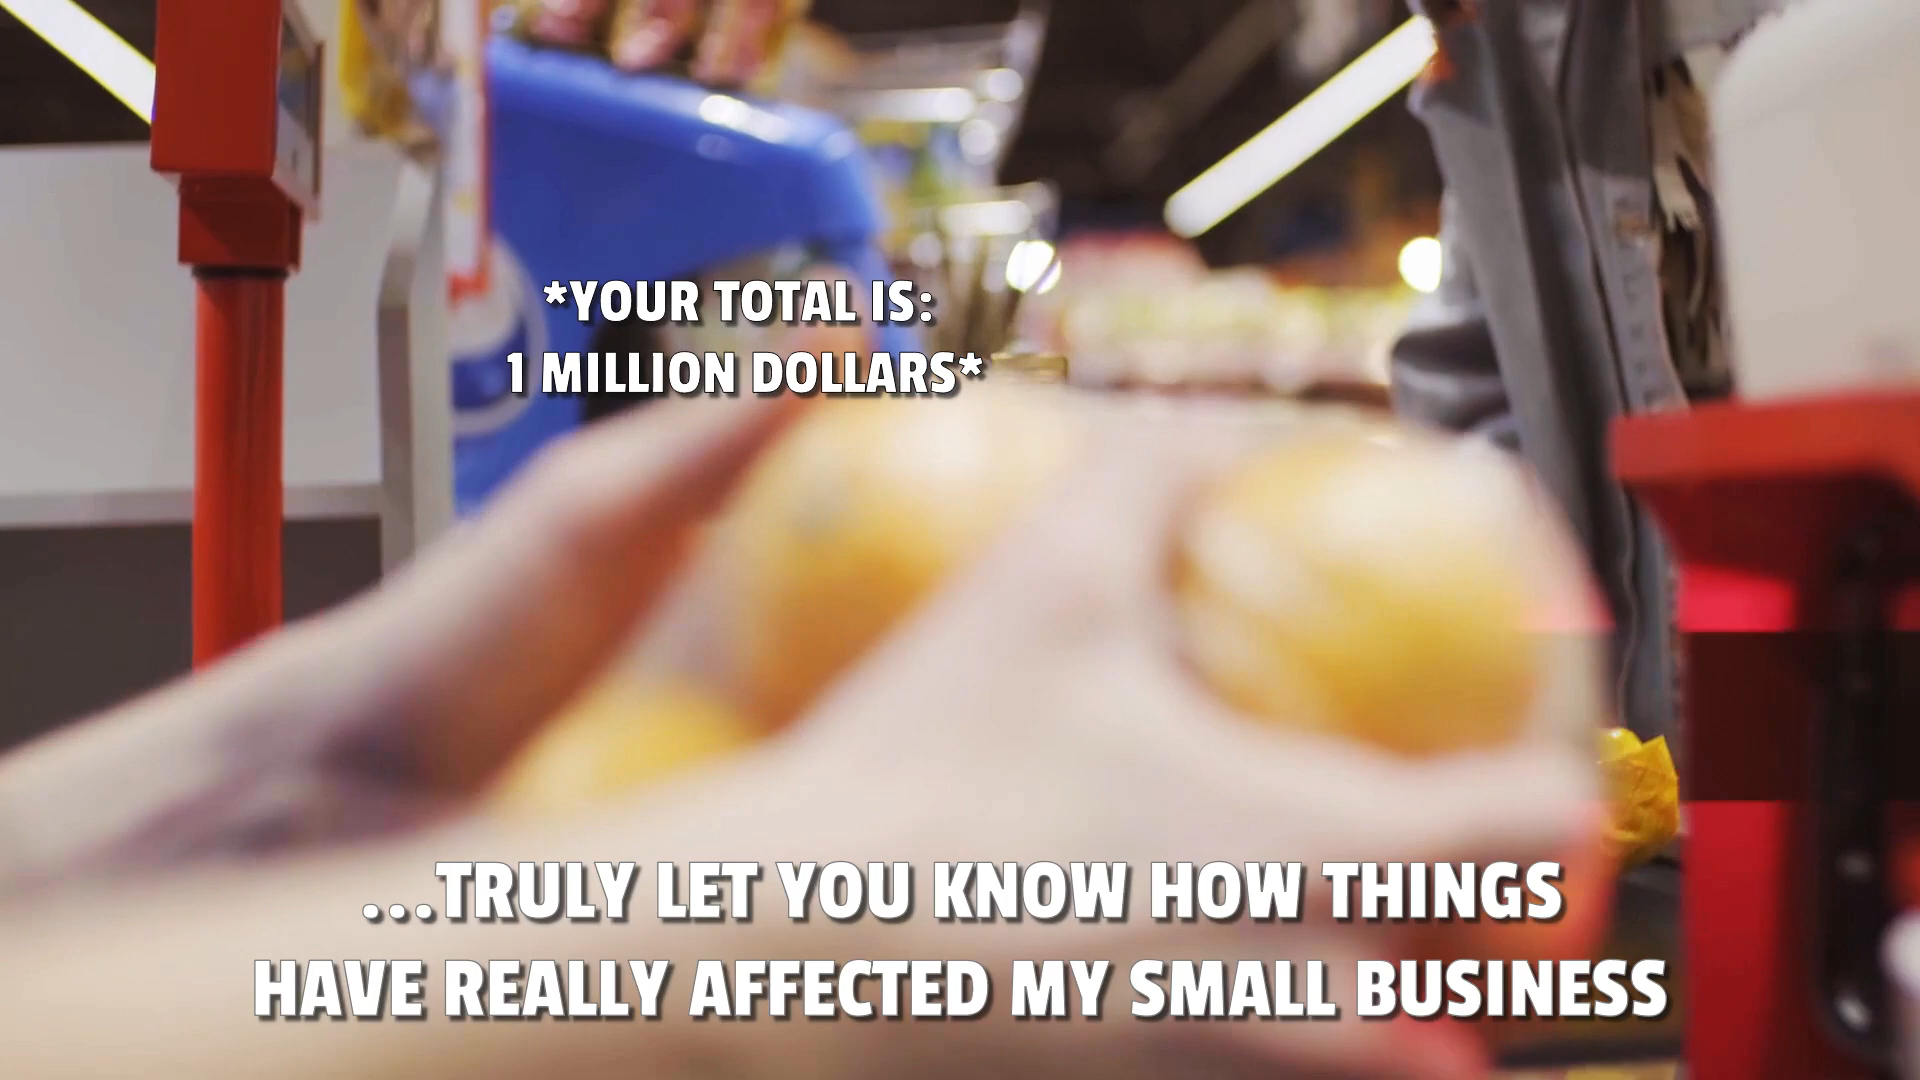 *YOUR TOTAL IS:
1 MILLION DOLLARS*
...TRULY LET YOU KNOW HOW THINGS
HAVE REALLY AFFECTED MY SMALL BUSINESS